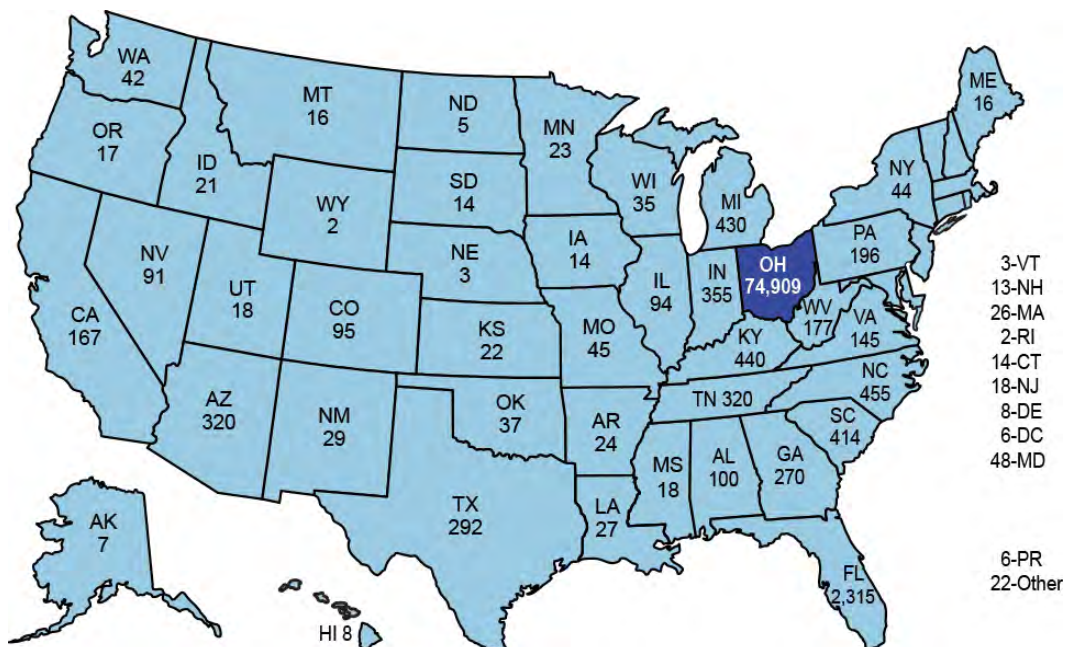 WA
42
OR
17
CA
167
ID
21
NV
91
MT
16
WY
2
UT
18
AZ
320
CO
95
NM
29
ND
5
SD
14
NE
3
KS
22
OK
37
TX
292
MN
23
IA
14
MO
45
AR
24
LA
27
WI
35
IL
94
MI
430
IN
355
OH
74,909
KY
440
TN 320
MS
18
AL
100
GA
270
FL
2,315
SC
414
NC
455
VA
145
WV
177
PA
196
NY
44
ME
16
3-VT
13-NH
26-MA
2-RI
14-CT
18-NJ
8-DE
6-DC
48-MD
6-PR
22-Other
AK
7
HI 8